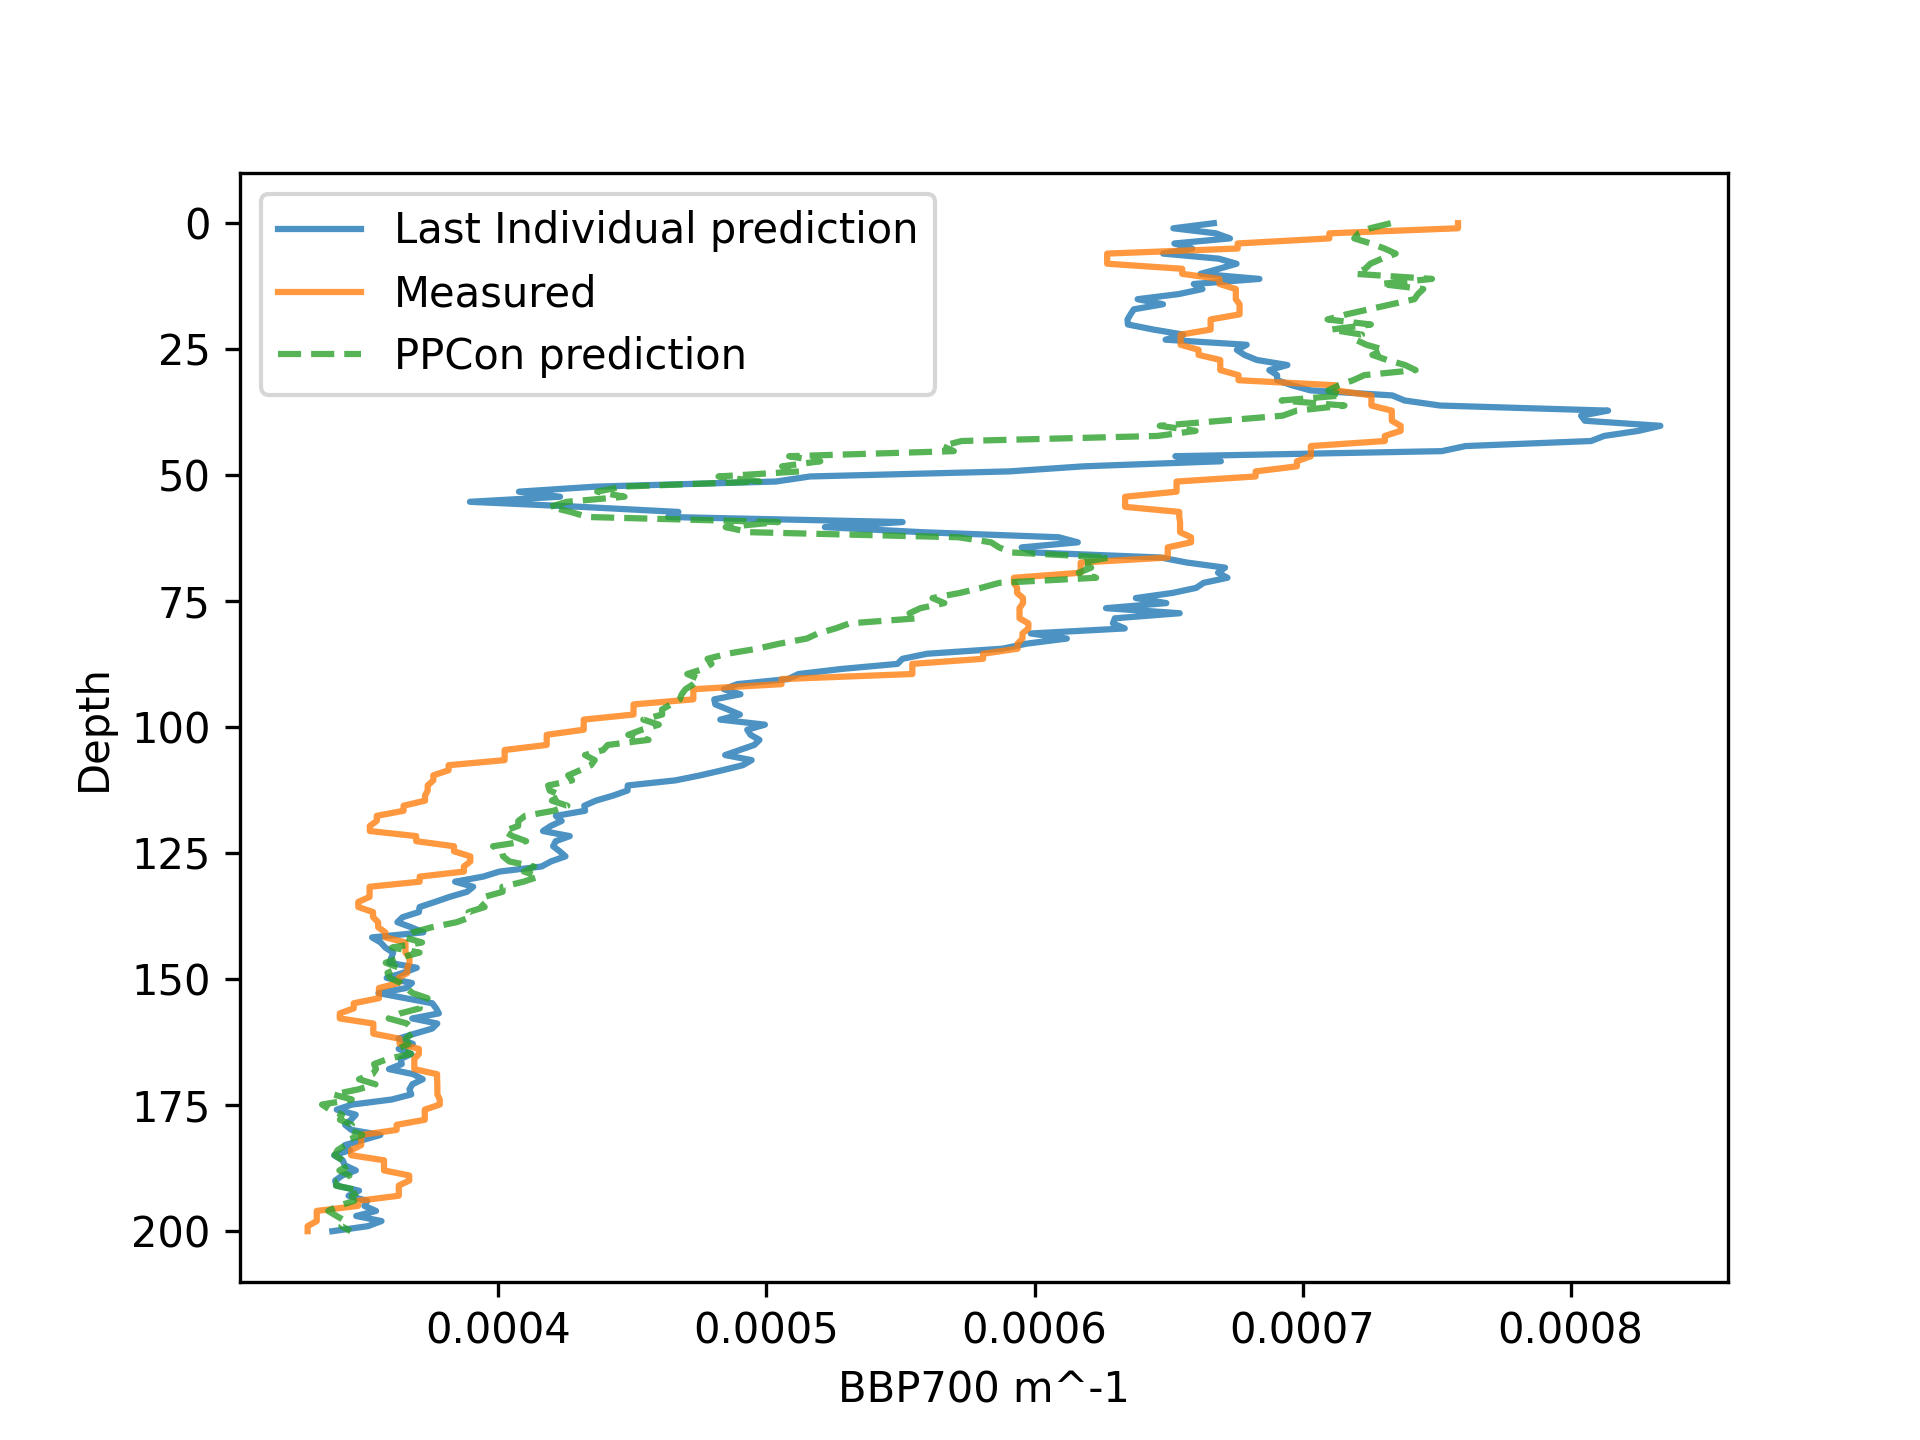 Last Individual prediction
Measured
PPCon prediction
0
25
50
75
100
125
150
175
200
Depth
0.0004 0.0005 0.0006 0.0007 0.0008
BBP700 m^-1